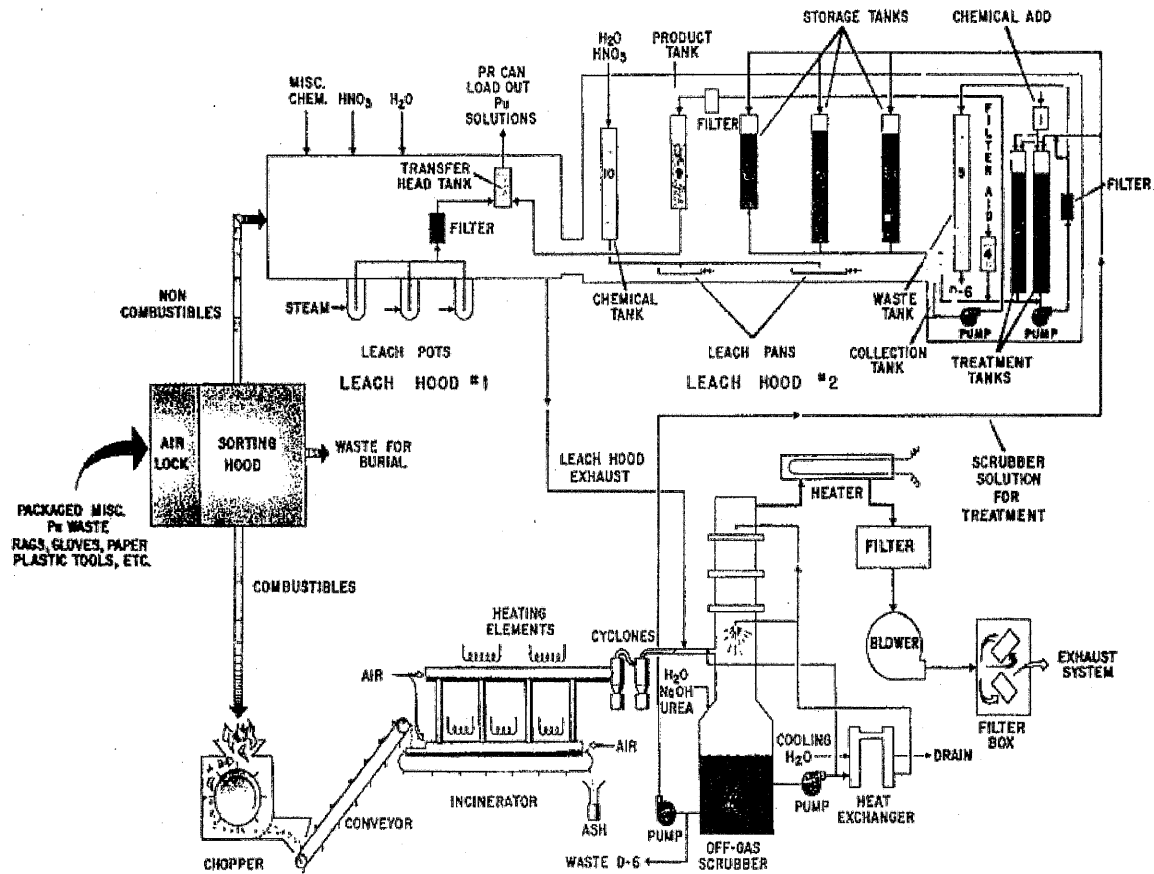 STORAGE TANKS
CHEMICAL ADD
H2O
HNO3
PRODUCT
TANK
PR CAN
LOAD OUT
Pu
SOLUTIONS
MISC.
CHEM.
HNO3
H2O
FILTER
TRANSFER
HEAD TANK
10
9
FILTER AID
FILTER
FILTER
4
NON
COMBUSTIBLES
STEAM
CHEMICAL
TANK
WASTE
TANK
D-6
PUMP
PUMP
LEACH POTS
LEACH PANS
COLLECTION
TANK
TREATMENT
TANKS
LEACH HOOD #1
LEACH HOOD #2
AIR
LOCK
SORTING
HOOD
WASTE FOR
BURIAL
LEACH HOOD
EXHAUST
HEATER
SCRUBBER
SOLUTION
FOR
TREATMENT
PACKAGED MISC.
Pu WASTE
RAGS, GLOVES, PAPER
PLASTIC TOOLS, ETC.
FILTER
COMBUSTIBLES
HEATING
ELEMENTS
CYCLONES
BLOWER
AIR
H2O
NaOH
UREA
EXHAUST
SYSTEM
FILTER
BOX
AIR
COOLING
H2O
DRAIN
INCINERATOR
ASH
PUMP
HEAT
EXCHANGER
CONVEYOR
PUMP
CHOPPER
OFF-GAS
SCRUBBER
WASTE D-6